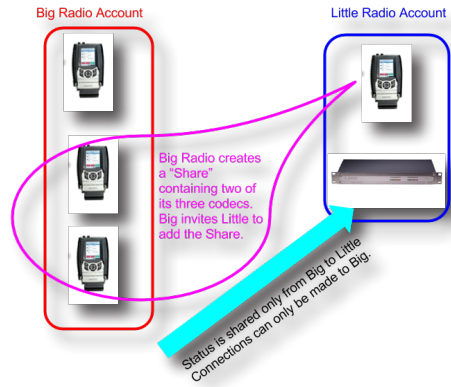 Big Radio Account
Little Radio Account
Big Radio creates
a “Share”
containing two of
its three codecs.
Big invites Little to
add the Share.
Status is shared only from Big to Little
Connections can only be made to Big.